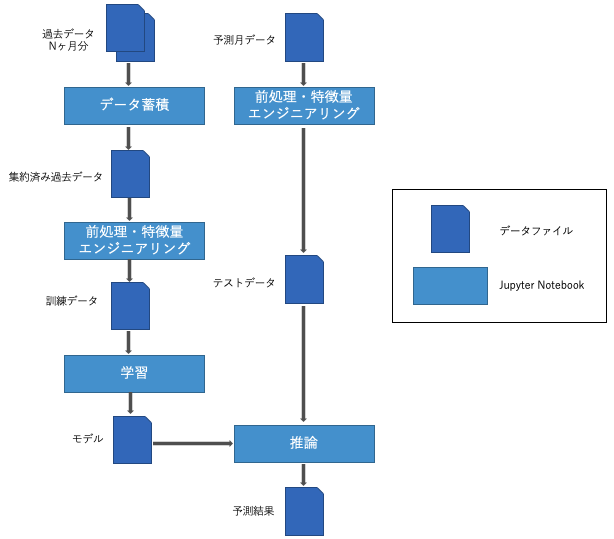 過去データ
Nヶ月分
データ蓄積
集約済み過去データ
前処理・特徴量
エンジニアリング
訓練データ
学習
モデル
予測月データ
前処理・特徴量
エンジニアリング
テストデータ
推論
予測結果
データファイル
Jupyter Notebook